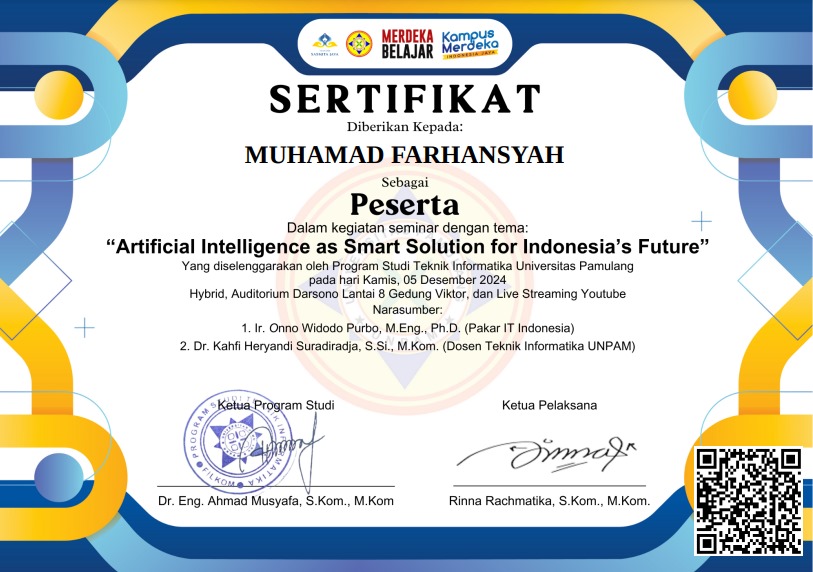 SASMITA JAYA
MERDEKA
BELAJAR
Kampus
Merdeka
INDONESIA JAYA
SERTIFIKAT
Diberikan Kepada:
MUHAMAD FARHANSYAH
Sebagai
Peserta
Dalam kegiatan seminar dengan tema:
“Artificial Intelligence as Smart Solution for Indonesia’s Future”
Yang diselenggarakan oleh Program Studi Teknik Informatika Universitas Pamulang
pada hari Kamis, 05 Desember 2024
Hybrid, Auditorium Darsono Lantai 8 Gedung Viktor, dan Live Streaming Youtube
Narasumber:
1. Ir. Onno Widodo Purbo, M.Eng., Ph.D. (Pakar IT Indonesia)
2. Dr. Kahfi Heryandi Suradiradja, S.Si., M.Kom. (Dosen Teknik Informatika UNPAM)
Ketua Program Studi
Ketua Pelaksana
PROGRAM STUDI TEKNIK INFORMATIKA
FILKOM
Dr. Eng. Ahmad Musyafa, S.Kom., M.Kom
Rinna Rachmatika, S.Kom., M.Kom.